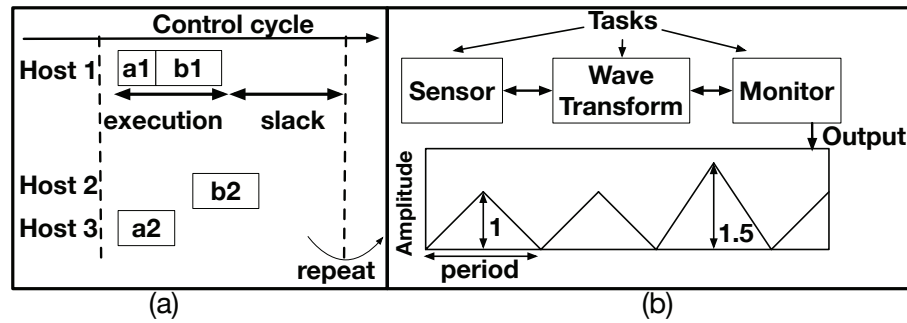 Control cycle
Host 1
a1 b1
execution slack
Host 2
b2
Host 3
a2
repeat
(a)
Tasks
Sensor
Wave
Transform
Monitor
Output
Amplitude
1
1.5
period
(b)